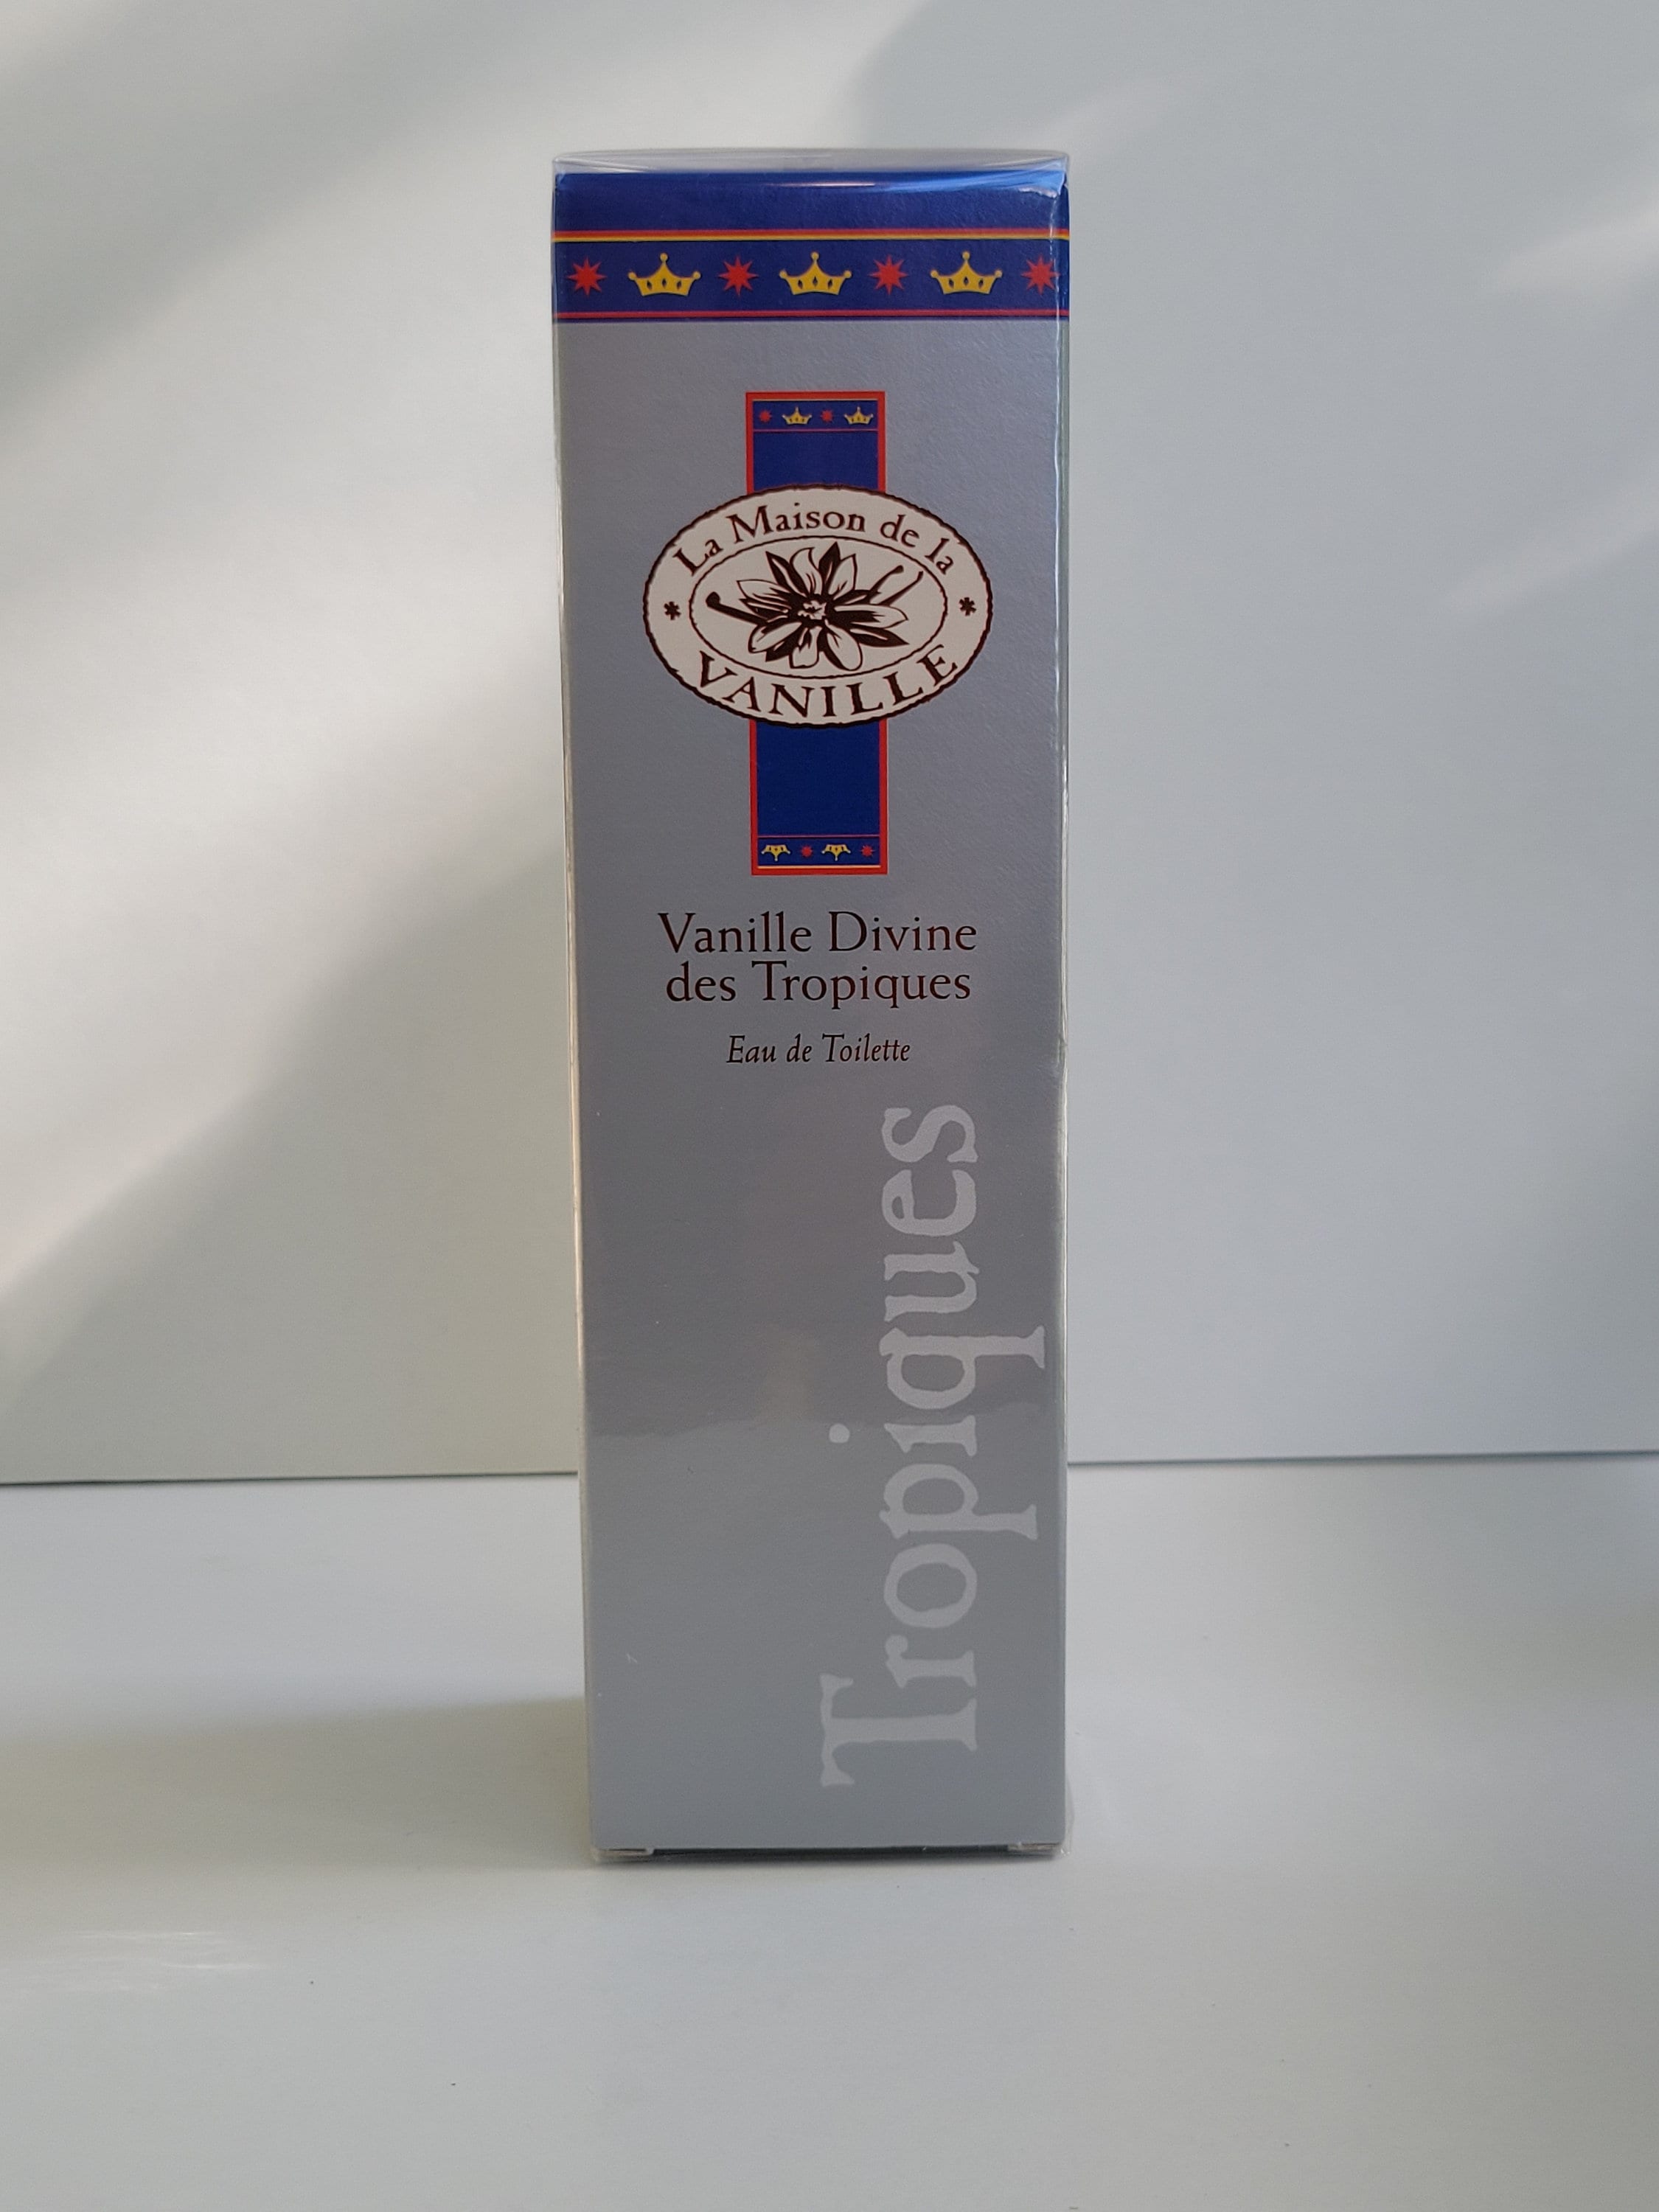 La Maison de la
VANILLE
Vanille Divine
des Tropiques
Eau de Toilette
Tropiques